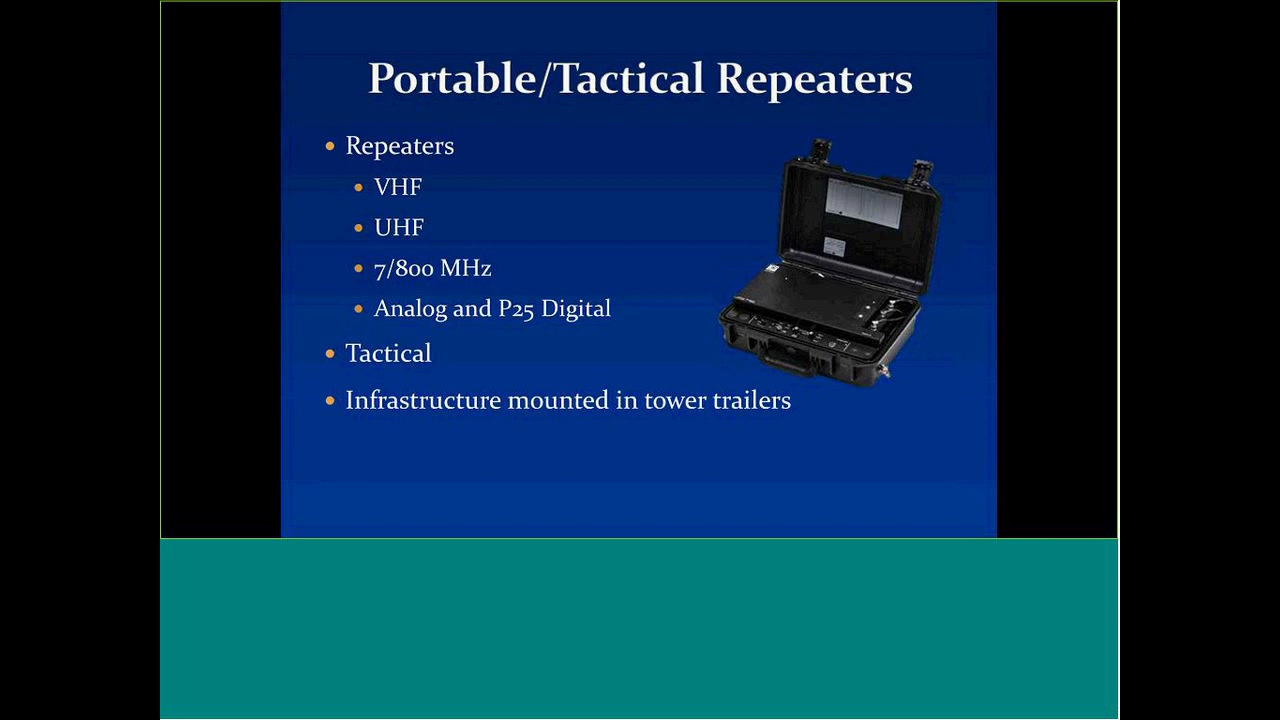 Portable/Tactical Repeaters
Repeaters
VHF
UHF
7/800 MHz
Analog and P25 Digital
Tactical
Infrastructure mounted in tower trailers